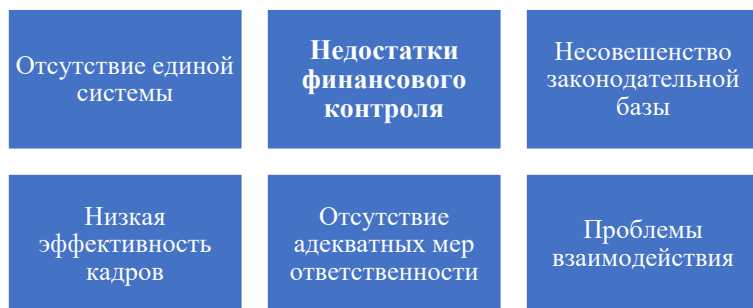 Отсутствие единой
системы
Недостатки
финансового
контроля
Несовешенство
законодательной
базы
Низкая
эффективность
кадров
Отсутствие
адекватных мер
ответственности
Проблемы
взаимодействия